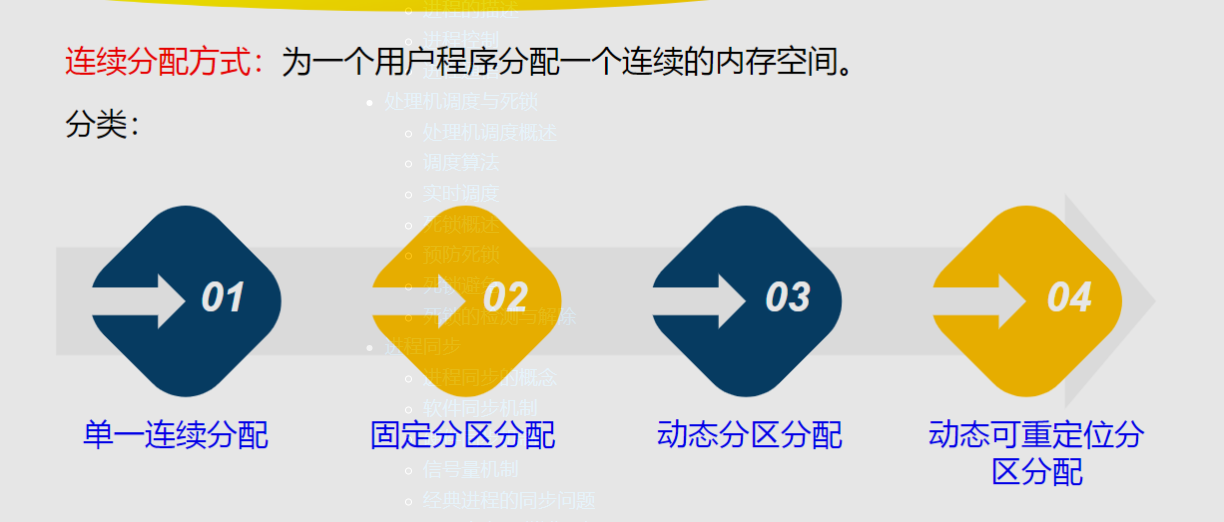 进程的描述
进程控制
连续分配方式：为一个用户程序分配一个连续的内存空间。
处理机调度与死锁
分类：
处理机调度概述
调度算法
实时调度
死锁概述
预防死锁
死锁避免
01 02 03 04
死锁的检测与解除
进程同步
进程同步的概念
软件同步机制
单一连续分配 固定分区分配 动态分区分配 动态可重定位分
区分配
信号量机制
经典进程的同步问题